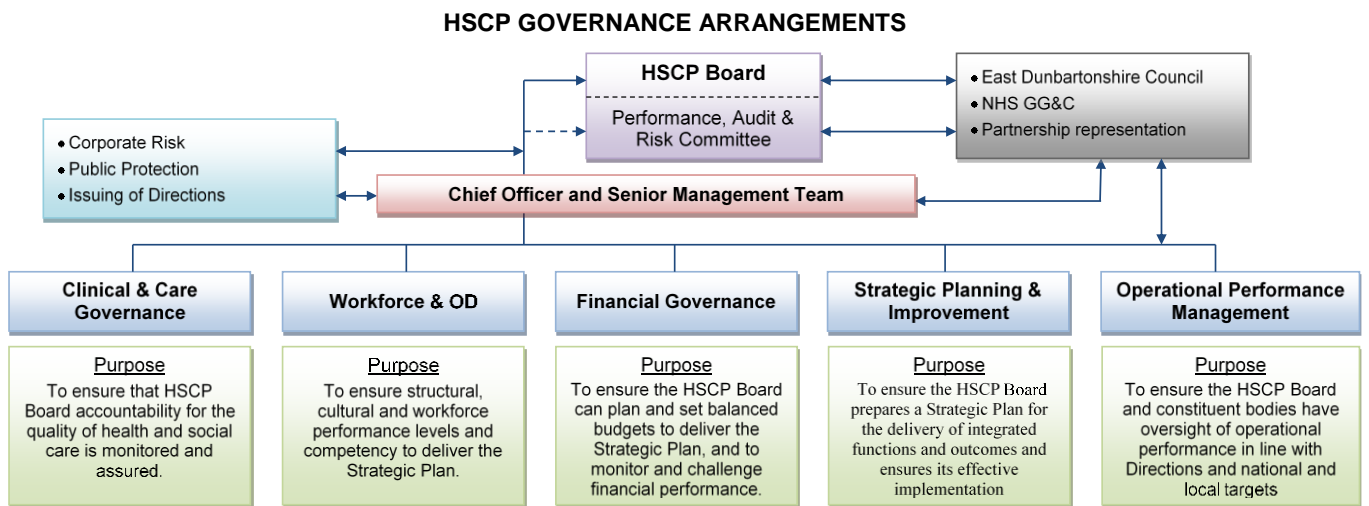 HSCP GOVERNANCE ARRANGEMENTS
HSCP Board
Performance, Audit &
Risk Committee
• East Dunbartonshire Council
• NHS GG&C
• Partnership representation
• Corporate Risk
• Public Protection
• Issuing of Directions
Chief Officer and Senior Management Team
Clinical & Care
Governance
Workforce & OD
Financial Governance
Strategic Planning &
Improvement
Operational Performance
Management
Purpose
To ensure that HSCP
Board accountability for the
quality of health and social
care is monitored and
assured.
Purpose
To ensure structural,
cultural and workforce
performance levels and
competency to deliver the
Strategic Plan.
Purpose
To ensure the HSCP Board
can plan and set balanced
budgets to deliver the
Strategic Plan, and to
monitor and challenge
financial performance.
Purpose
To ensure the HSCP Board
prepares a Strategic Plan for
the delivery of integrated
functions and outcomes and
ensures its effective
implementation
Purpose
To ensure the HSCP Board
and constituent bodies have
oversight of operational
performance in line with
Directions and national and
local targets